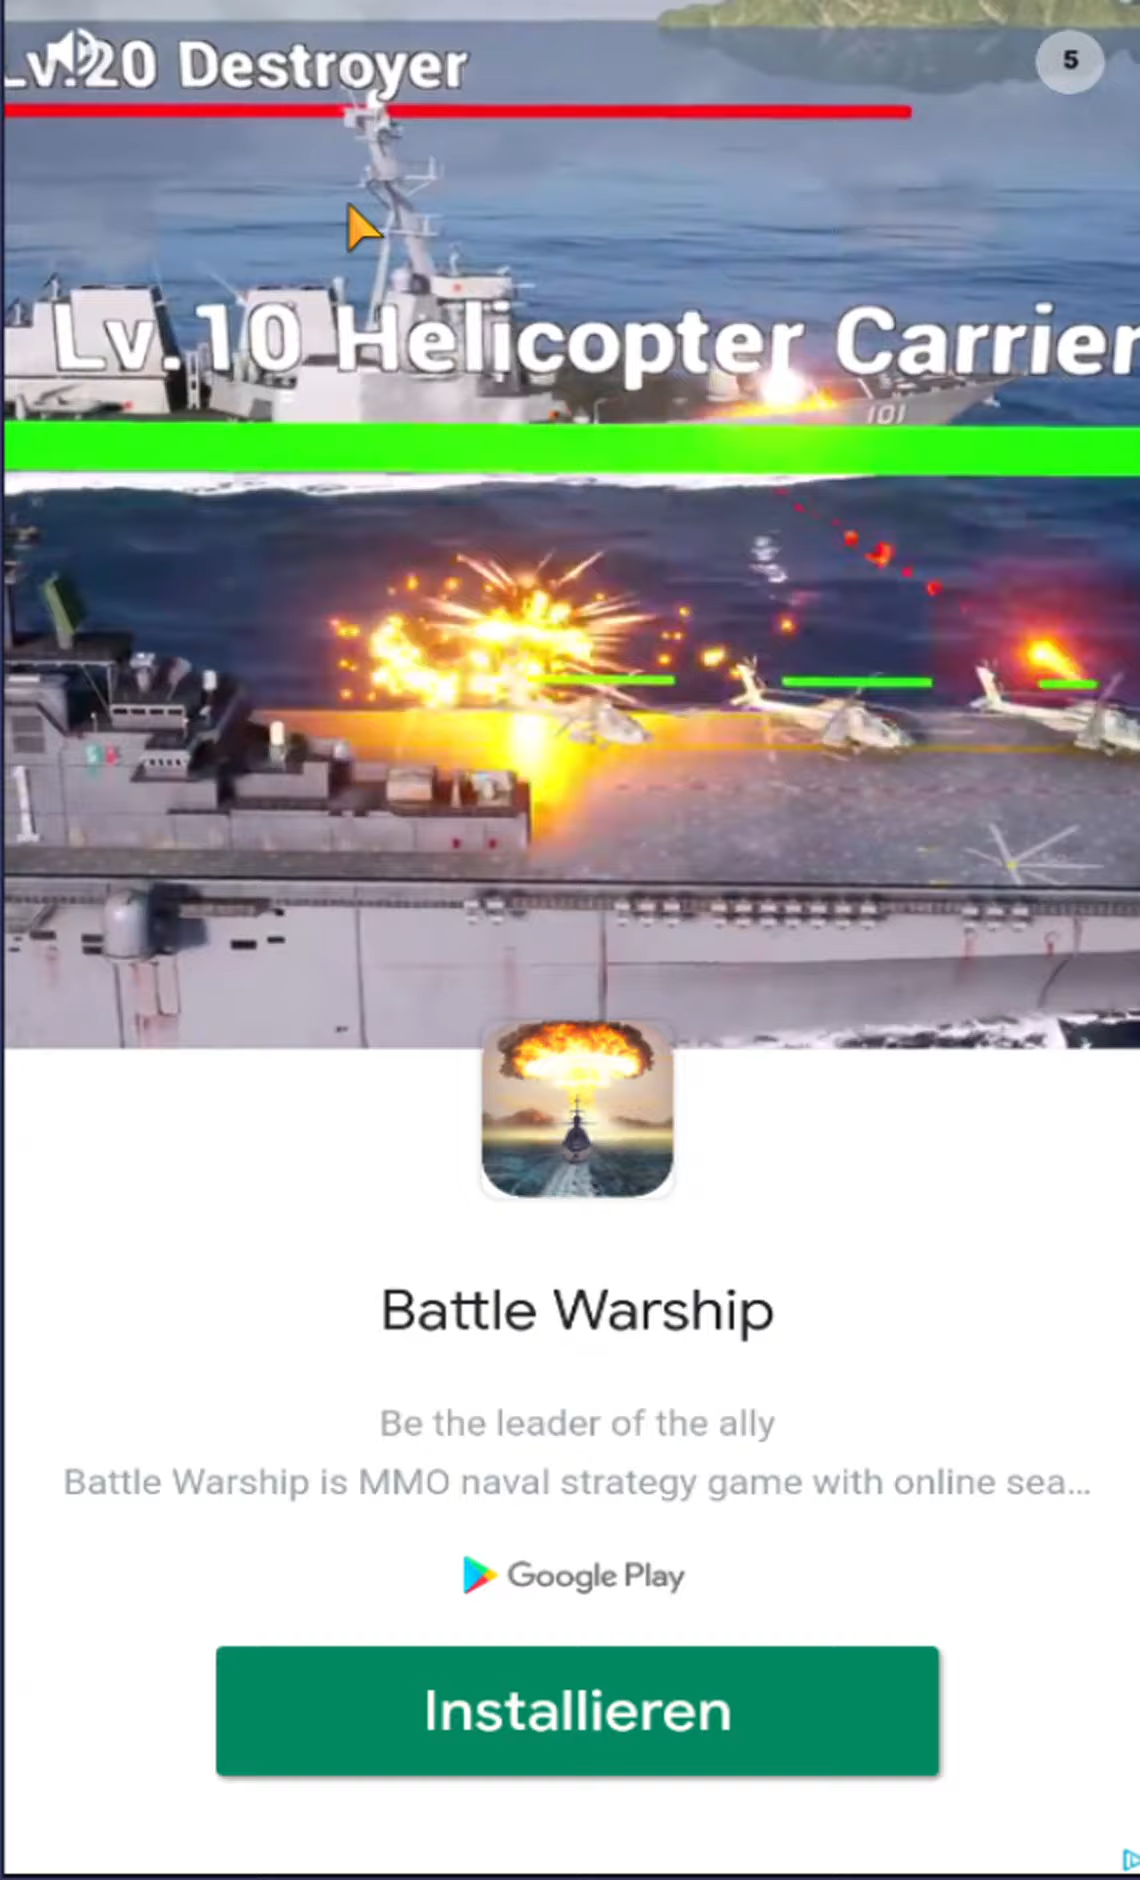 Lv.20 Destroyer
5
Lv.10 Helicopter Carrier
101
Battle Warship
Be the leader of the ally
Battle Warship is MMO naval strategy game with online sea...
Google Play
Installieren